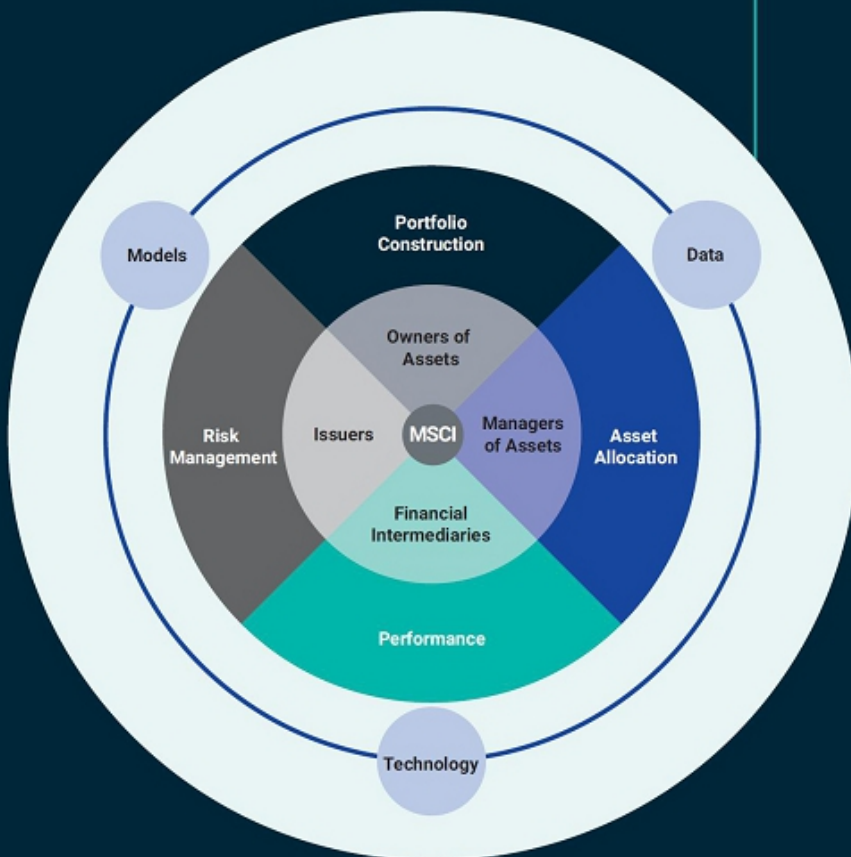 Portfolio
Construction
Models
Data
Owners of
Assets
Risk
Management
Issuers
MSCI
Managers
of Assets
Asset
Allocation
Financial
Intermediaries
Performance
Technology